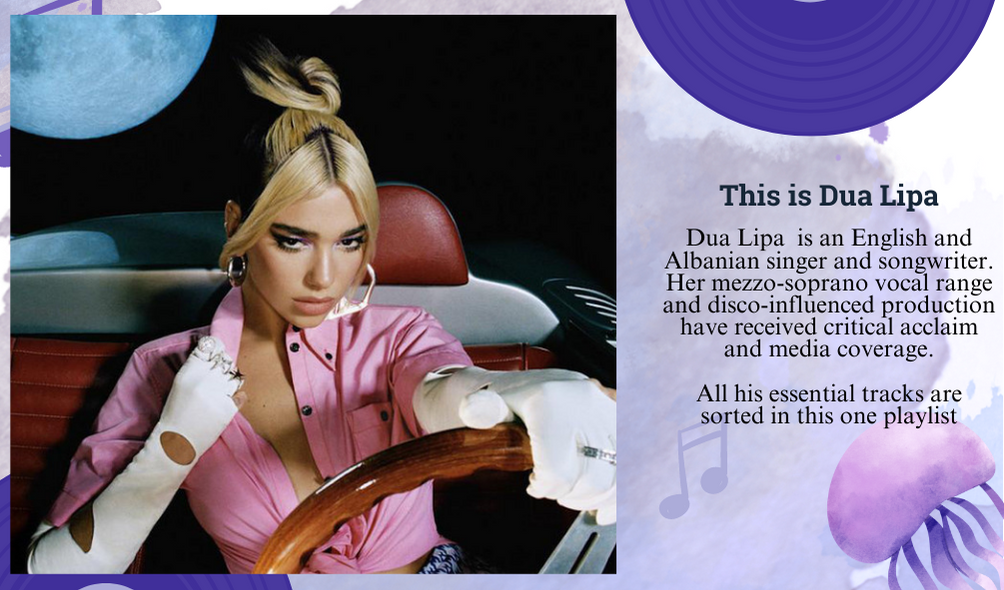 This is Dua Lipa
Dua Lipa  is an English and
Albanian singer and songwriter.
Her mezzo-soprano vocal range
and disco-influenced production
have received critical acclaim
and media coverage.
All his essential tracks are
sorted in this one playlist